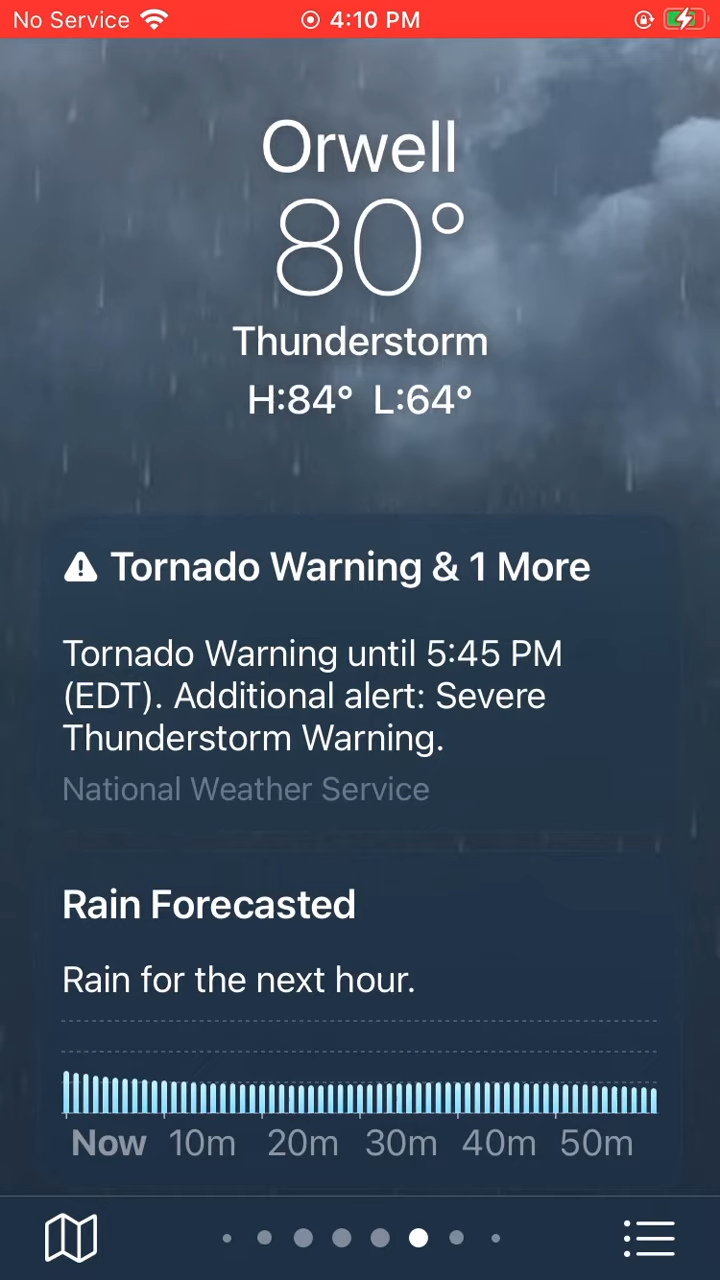 No Service 4:10 PM
Orwell
80°
Thunderstorm
H:84° L:64°
Tornado Warning & 1 More
Tornado Warning until 5:45 PM
(EDT). Additional alert: Severe
Thunderstorm Warning.
National Weather Service
Rain Forecasted
Rain for the next hour.
Now 10m 20m 30m 40m 50m